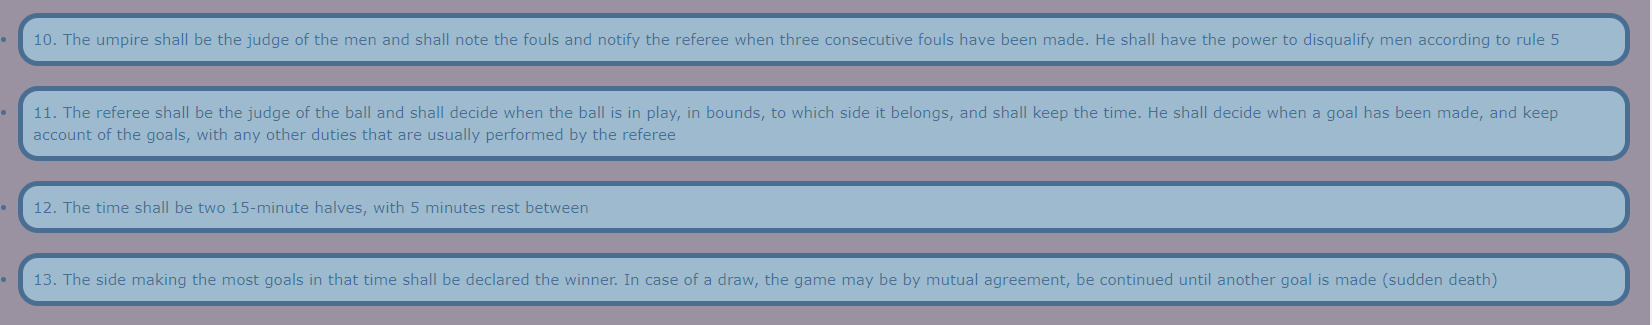 10. The umpire shall be the judge of the men and shall note the fouls and notify the referee when three consecutive fouls have been made. He shall have the power to disqualify men according to rule 5
11. The referee shall be the judge of the ball and shall decide when the ball is in play, in bounds, to which side it belongs, and shall keep the time. He shall decide when a goal has been made, and keep
account of the goals, with any other duties that are usually performed by the referee
12. The time shall be two 15-minute halves, with 5 minutes rest between
13. The side making the most goals in that time shall be declared the winner. In case of a draw, the game may be by mutual agreement, be continued until another goal is made (sudden death)